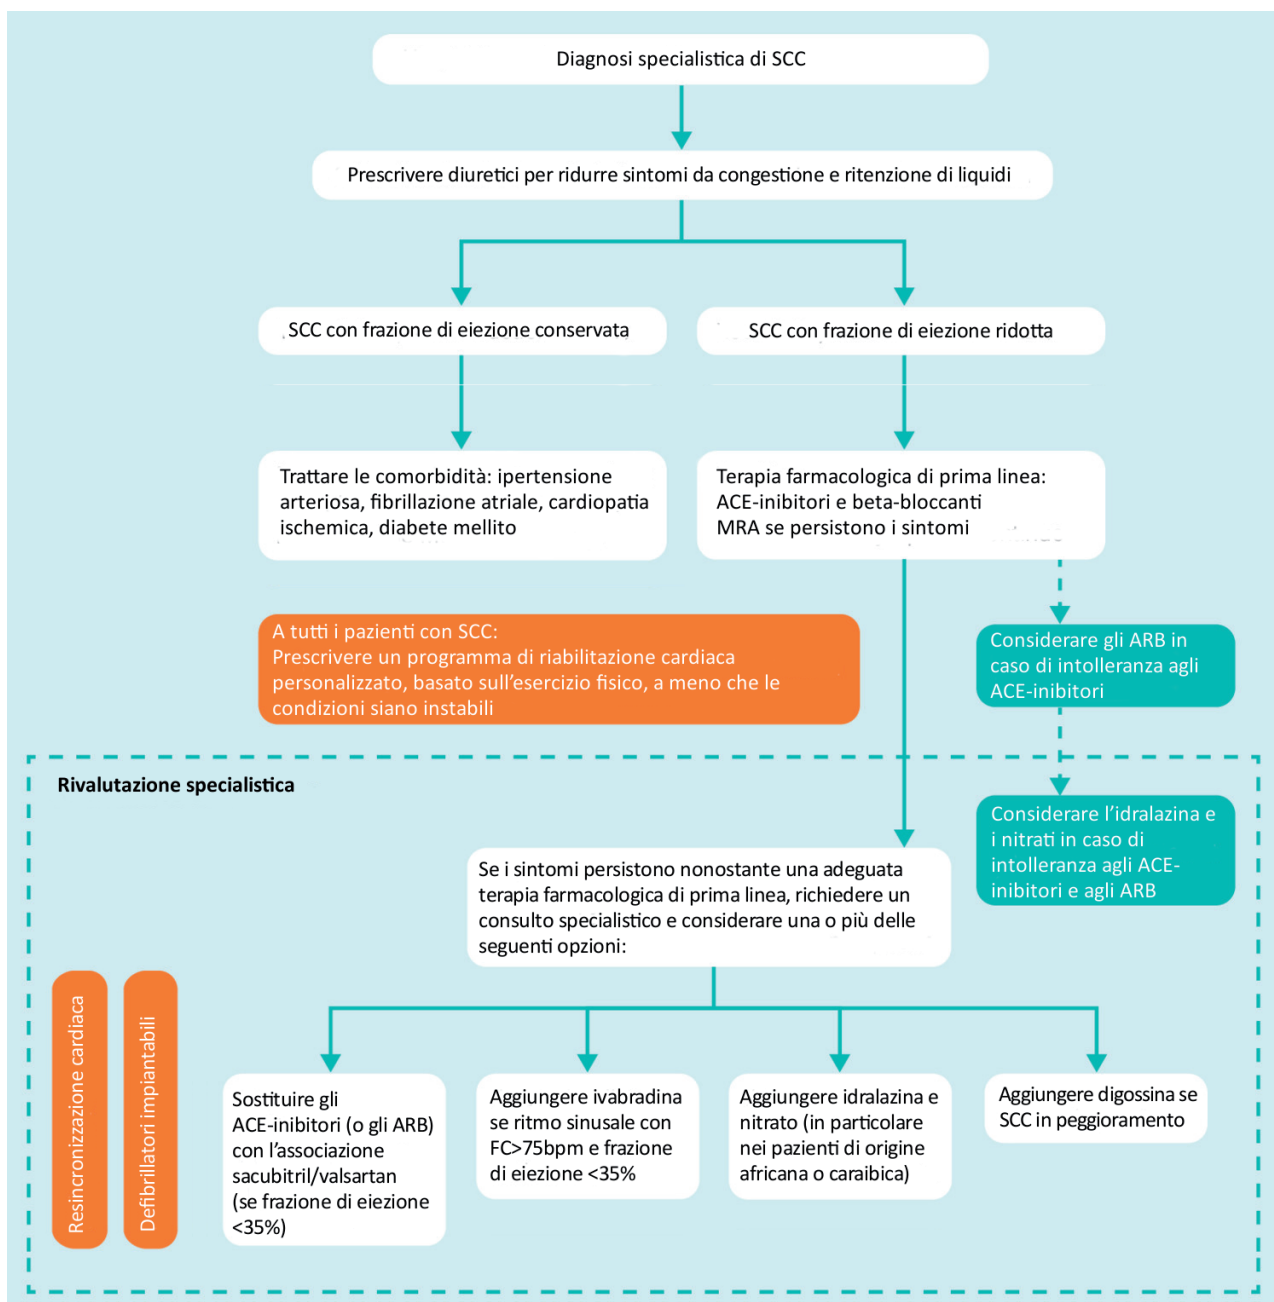 Diagnosi specialistica di SCC
Prescrivere diuretici per ridurre sintomi da congestione e ritenzione di liquidi
SCC con frazione di eiezione conservata
SCC con frazione di eiezione ridotta
Trattare le comorbidità: ipertensione
arteriosa, fibrillazione atriale, cardiopatia
ischemica, diabete mellito
Terapia farmacologica di prima linea:
ACE-inibitori e beta-bloccanti
MRA se persistono i sintomi
A tutti i pazienti con SCC:
Prescrivere un programma di riabilitazione cardiaca
personalizzato, basato sull'esercizio fisico, a meno che le
condizioni siano instabili
Considerare gli ARB in
caso di intolleranza agli
ACE-inibitori
Rivalutazione specialistica
Considerare l'idralazina e
i nitrati in caso di
intolleranza agli ACE-
inibitori e agli ARB
Se i sintomi persistono nonostante una adeguata
terapia farmacologica di prima linea, richiedere un
consulto specialistico e considerare una o più delle
seguenti opzioni:
Resincronizzazione cardiaca
Defibrillatori impiantabili
Sostituire gli
ACE-inibitori (o gli ARB)
con l'associazione
sacubitril/valsartan
(se frazione di eiezione
<35%)
Aggiungere ivabradina
se ritmo sinusale con
FC>75bpm e frazione
di eiezione <35%
Aggiungere idralazina e
nitrato (in particolare
nei pazienti di origine
africana o caraibica)
Aggiungere digossina se
SCC in peggioramento